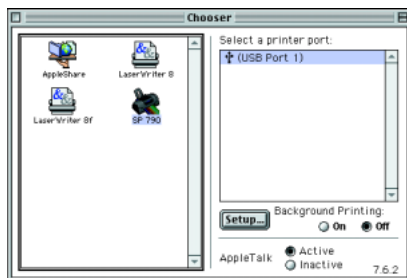 Chooser
AppleShare
LaserWriter 8
LaserWriter 8f
SP 790
Select a printer port:
(USB Port 1)
Setup...
Background Printing:
On Off
AppleTalk
Active
Inactive
7.6.2